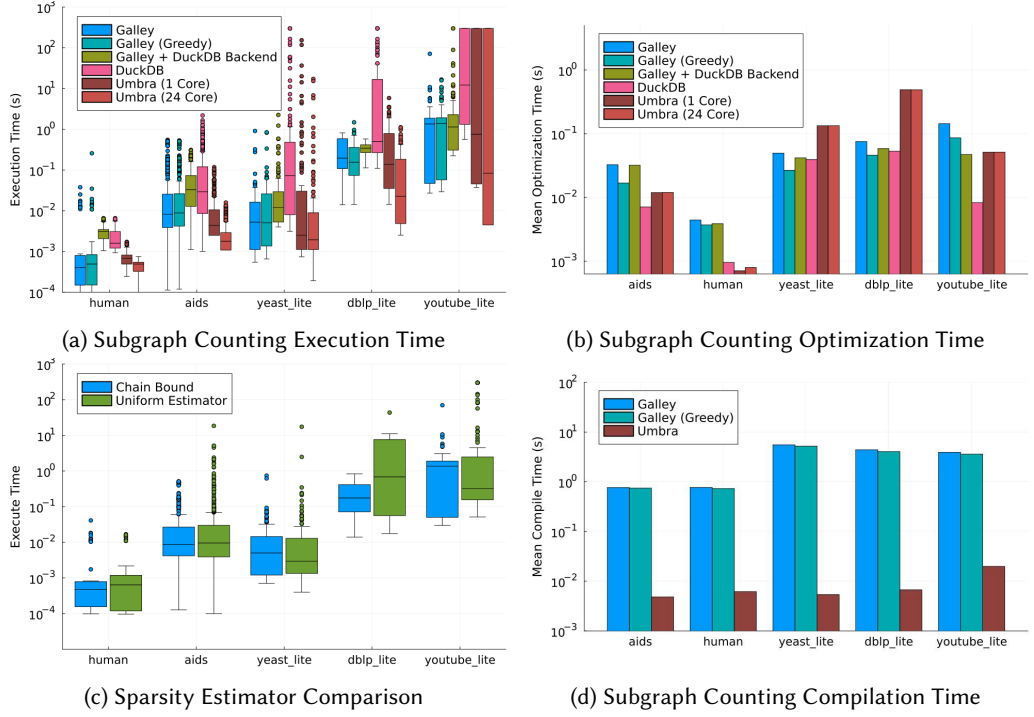 Execution Time (s)
10³
10²
10¹
10⁰
10⁻¹
10⁻²
10⁻³
10⁻⁴
Galley
Galley (Greedy)
Galley + DuckDB Backend
DuckDB
Umbra (1 Core)
Umbra (24 Core)
human aids yeast_lite dblp_lite youtube_lite
(a) Subgraph Counting Execution Time
Mean Optimization Time (s)
10⁰
10⁻¹
10⁻²
10⁻³
Galley
Galley (Greedy)
Galley + DuckDB Backend
DuckDB
Umbra (1 Core)
Umbra (24 Core)
aids human yeast_lite dblp_lite youtube_lite
(b) Subgraph Counting Optimization Time
Execute Time
10³
10²
10¹
10⁰
10⁻¹
10⁻²
10⁻³
10⁻⁴
Chain Bound
Uniform Estimator
human aids yeast_lite dblp_lite youtube_lite
(c) Sparsity Estimator Comparison
Mean Compile Time (s)
10²
10¹
10⁰
10⁻¹
10⁻²
10⁻³
Galley
Galley (Greedy)
Umbra
aids human yeast_lite dblp_lite youtube_lite
(d) Subgraph Counting Compilation Time